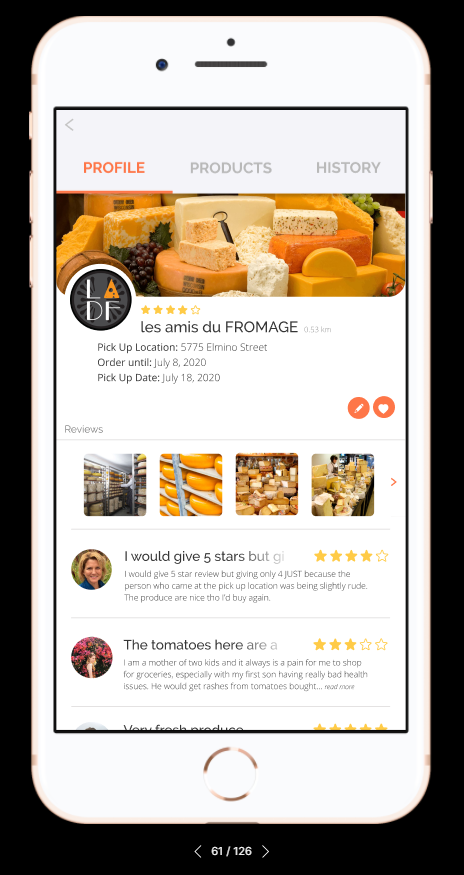 PROFILE PRODUCTS HISTORY
LADF
les amis du FROMAGE 0.53 km
Pick Up Location: 5775 Elmino Street
Order until: July 8, 2020
Pick Up Date: July 18, 2020
Reviews
I would give 5 stars but gi
I would give 5 star review but giving only 4 JUST because the
person who came at the pick up location was being slightly rude.
The produce are nice tho I'd buy again.
The tomatoes here are a
I am a mother of two kids and it always is a pain for me to shop
for groceries, especially with my first son having really bad health
issues. He would get rashes from tomatoes bought... read more
Very fresh produce
61 / 126